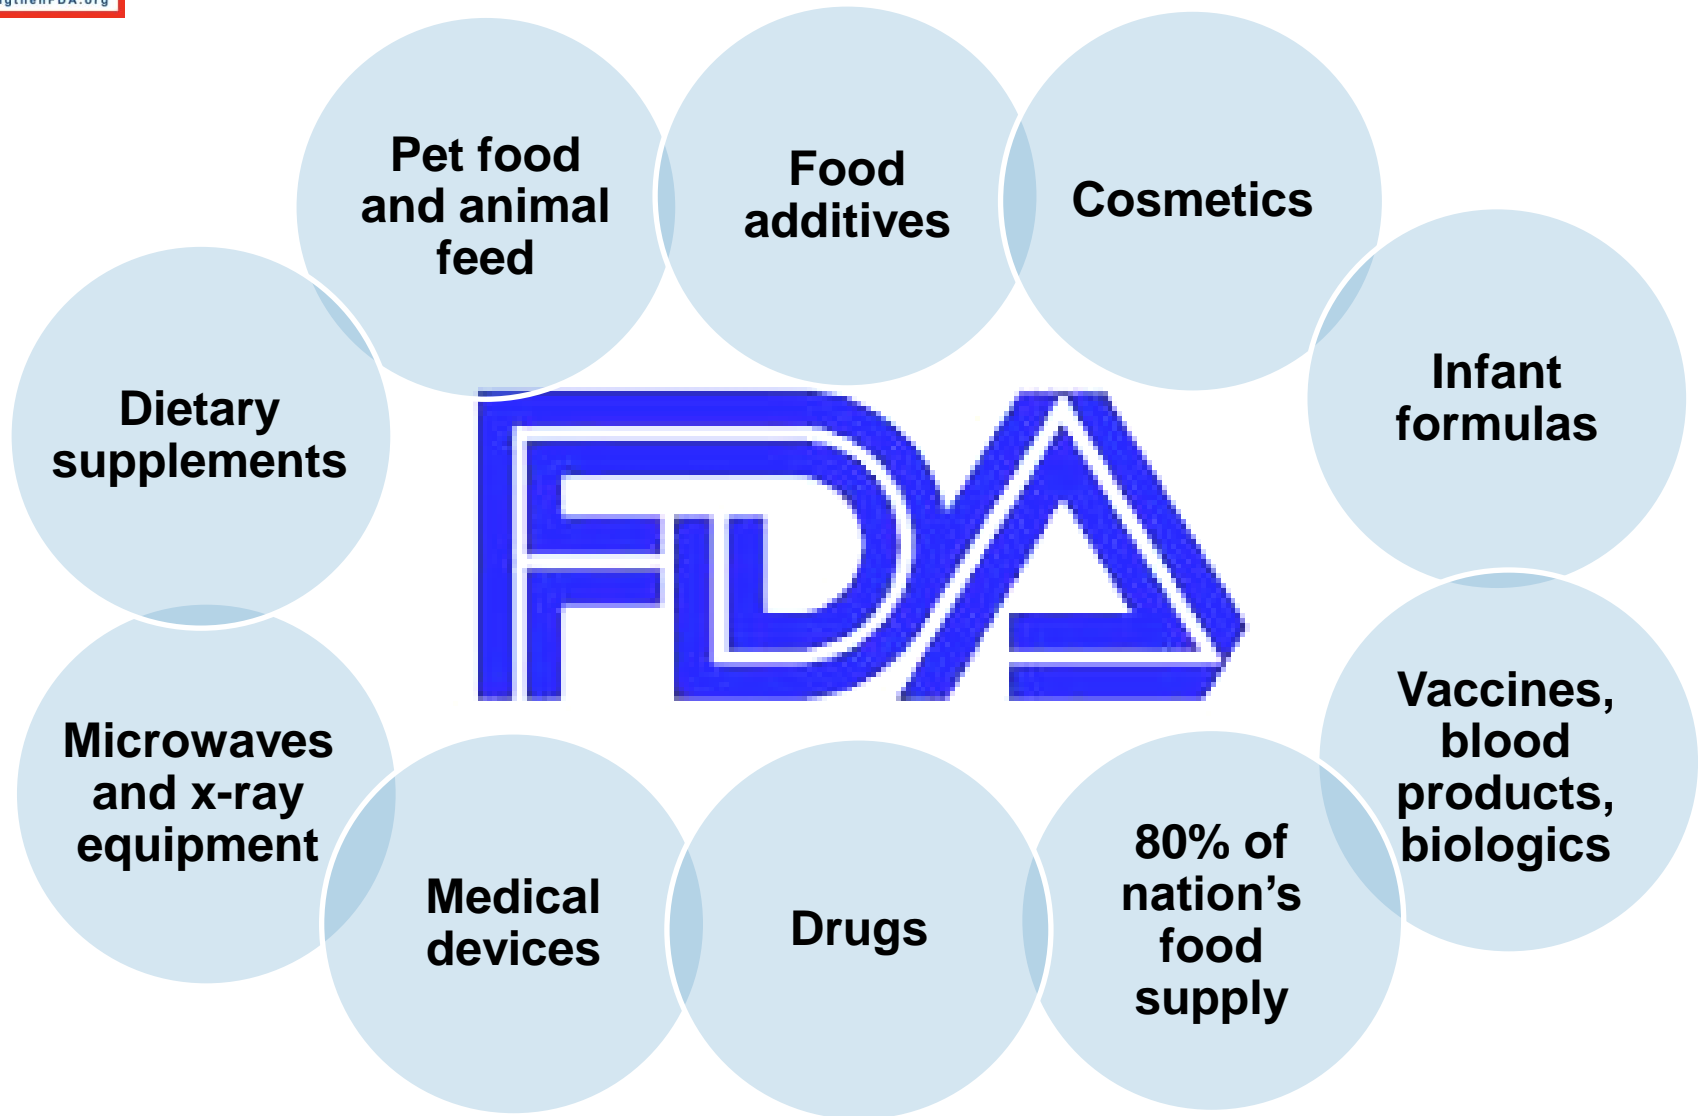 Pet food
and animal
feed
Food
additives
Cosmetics
Infant
formulas
Dietary
supplements
FDA
Vaccines,
blood
products,
biologics
Microwaves
and x-ray
equipment
Medical
devices
Drugs
80% of
nation’s
food
supply